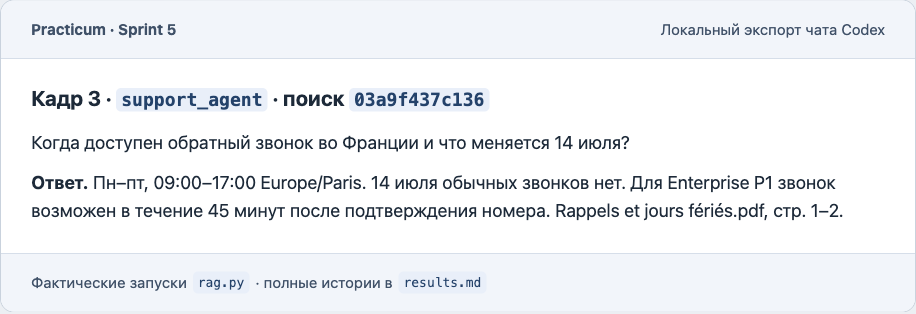 Practicum · Sprint 5
Локальный экспорт чата Codex
Кадр 3 · support_agent · поиск 03a9f437c136
Когда доступен обратный звонок во Франции и что меняется 14 июля?
Ответ. Пн–пт, 09:00–17:00 Europe/Paris. 14 июля обычных звонков нет. Для Enterprise P1 звонок
возможен в течение 45 минут после подтверждения номера. Rappels et jours fériés.pdf, стр. 1–2.
Фактические запуски rag.py · полные истории в results.md